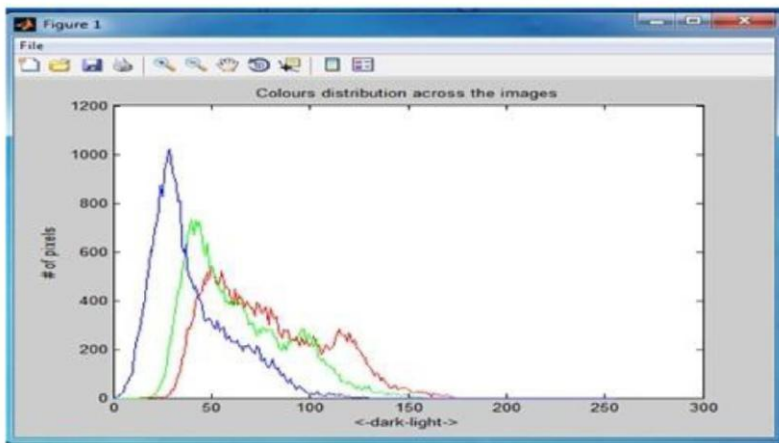 Figure 1
File
Colours distribution across the images
1200
1000
800
600
400
200
0
# of pixels
0 50 100 150 200 250 300
<-dark-light->